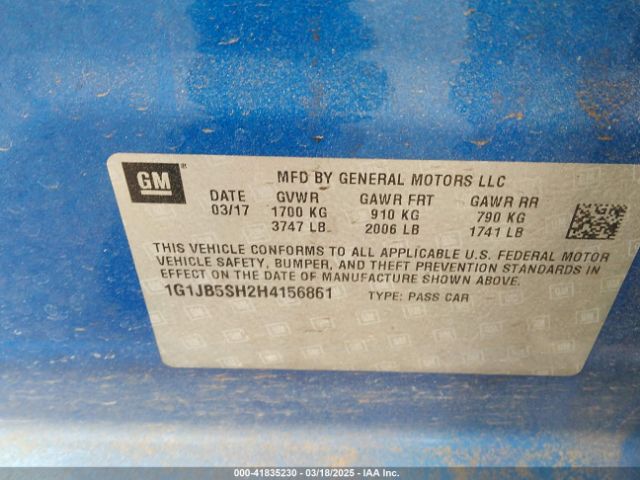 GM
®
MFD BY GENERAL MOTORS LLC
DATE GVWR GAWR FRT GAWR RR
03/17 1700 KG 910 KG 790 KG
3747 LB 2006 LB 1741 LB
THIS VEHICLE CONFORMS TO ALL APPLICABLE U.S. FEDERAL MOTOR
VEHICLE SAFETY, BUMPER, AND THEFT PREVENTION STANDARDS IN
EFFECT ON THE DATE OF MANUFACTURE SHOWN ABOVE.
1G1JB5SH2H4156861 TYPE: PASS CAR
000-41835230 - 03/18/2025 - IAA Inc.